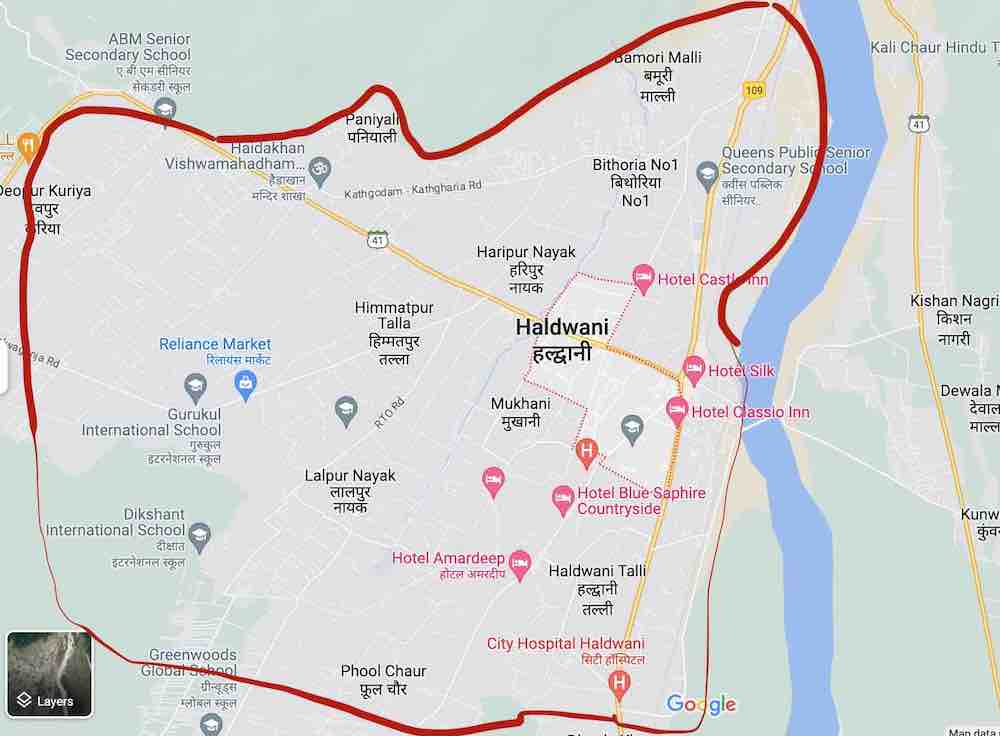 ABM Senior
Secondary School
ए बी एम सीनियर
सेकंडरी स्कूल
Bamori Malli
बमूरी
माल्ली
Kali Chaur Hindu T
109
41
Paniyali
पनियाली
Haidakhan
Vishwamahadham...
हैडाखान
मन्दिर शाखा
Kathgodam - Kathgharia Rd
Bithoria No1
बिथोरिया
No1
Queens Public Senior
Secondary School
क्वींस पब्लिक
सीनियर..
Deopur Kuriya
41
Haripur Nayak
हरिपुर
नायक
Hotel Castle Inn
Himmatpur
Talla
हिम्मतपुर
तल्ला
Haldwani
हल्द्वानी
Kishan Nagri
किशन
नागरी
Reliance Market
रिलायंस मार्केट
Hotel Silk
Gurukul
International School
गुरुकुल
इटरनेशनल स्कूल
RTO Rd
Mukhani
मुखानी
Hotel Classio Inn
Dewala
H
Lalpur Nayak
लालपुर
नायक
Hotel Blue Saphire
Countryside
Dikshant
International School
दीक्षांत
इटरनेशनल स्कूल
Hotel Amardeep
होटल अमरदीप
Haldwani Talli
हल्द्वानी
तल्ली
City Hospital Haldwani
सिटी हॉस्पिटल
H
Greenwoods
Global School
ग्रीन्वुड्स
ग्लोबल स्कूल
Phool Chaur
फूल चौर
Layers
Google
Map data